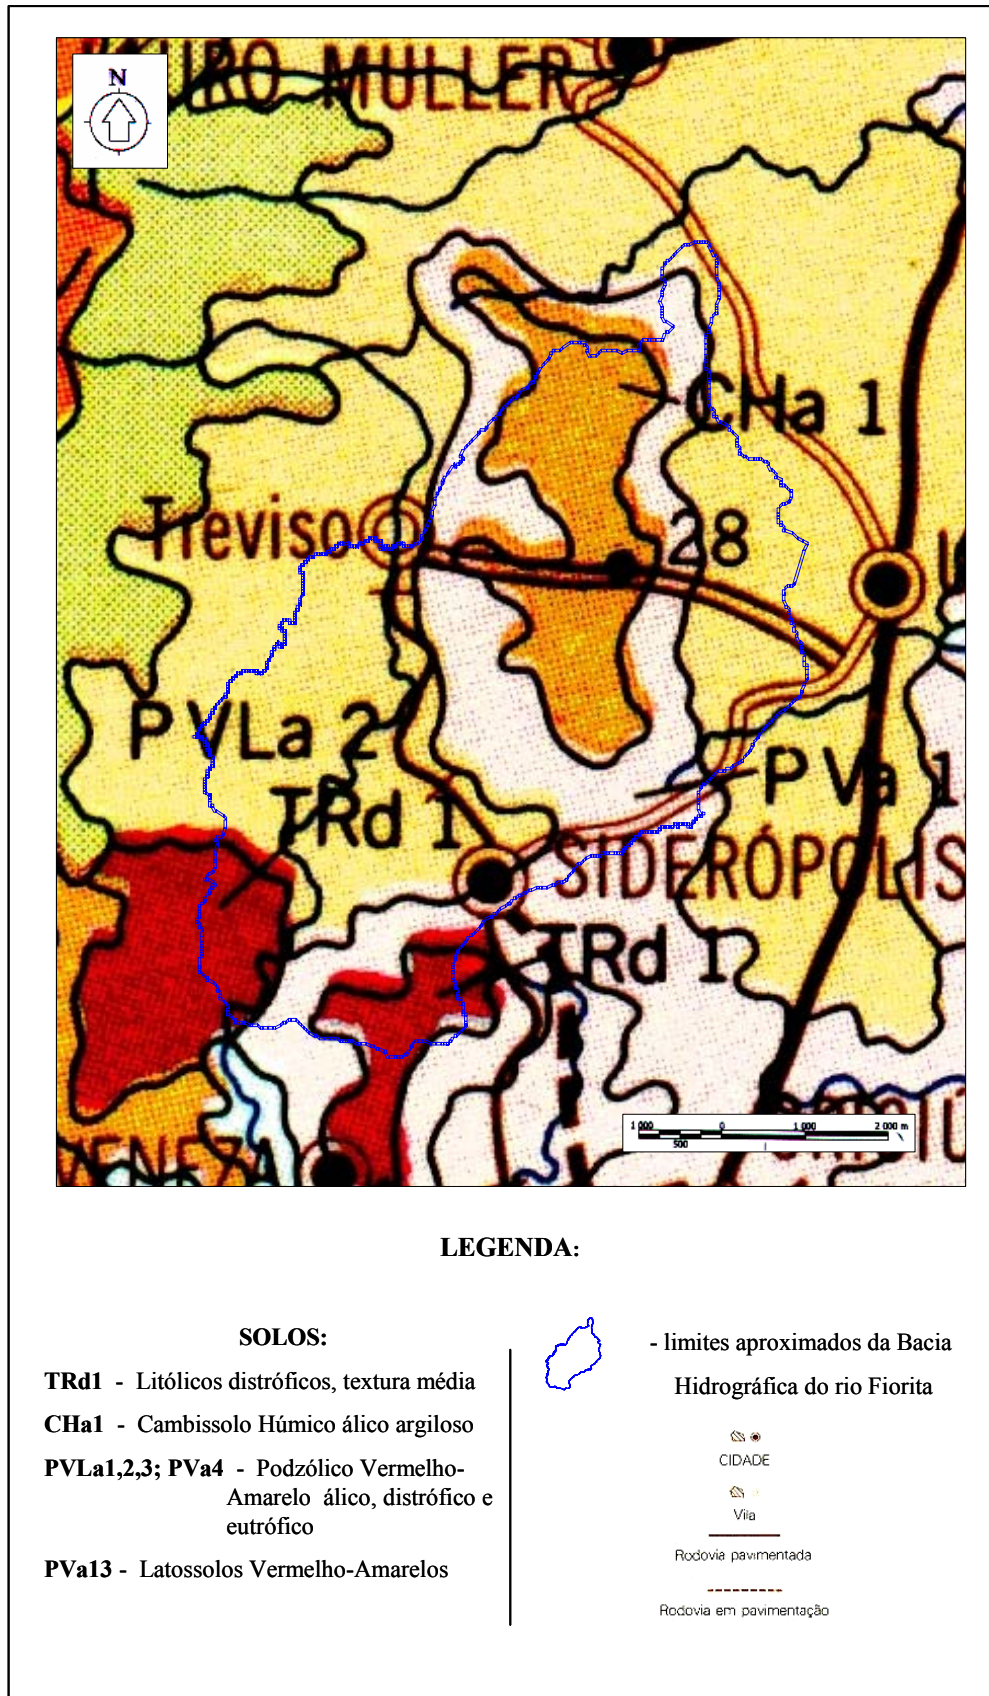 URO MULLER
N
CHa 1
Treviso
28
U
PVLa 2
TRd 1
PVa 1
SIDERÓPOLIS
TRd 1
1 000 0 1 000 2 000 m
500
VENEZA
CRICIÚ
LEGENDA:
SOLOS:
TRd1 - Litólicos distróficos, textura média
CHa1 - Cambissolo Húmico álico argiloso
PVLa1,2,3; PVa4 - Podzólico Vermelho-
Amarelo álico, distrófico e
eutrófico
PVa13 - Latossolos Vermelho-Amarelos
- limites aproximados da Bacia
Hidrográfica do rio Fiorita
CIDADE
Vila
Rodovia pavimentada
Rodovia em pavimentação